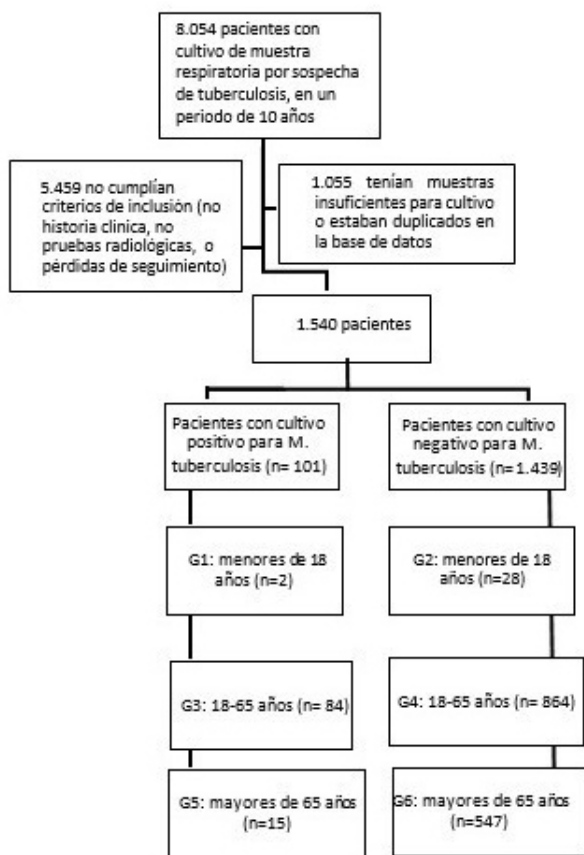 8.054 pacientes con
cultivo de muestra
respiratoria por sospecha
de tuberculosis, en un
periodo de 10 años
5.459 no cumplían
criterios de inclusión (no
historia clínica, no
pruebas radiológicas, o
pérdidas de seguimiento)
1.055 tenían muestras
insuficientes para cultivo
o estaban duplicados en
la base de datos
1.540 pacientes
Pacientes con cultivo
positivo para M.
tuberculosis (n= 101)
Pacientes con cultivo
negativo para M.
tuberculosis (n=1.439)
G1: menores de 18
años (n=2)
G2: menores de 18
años (n=28)
G3: 18-65 años (n= 84)
G4: 18-65 años (n= 864)
G5: mayores de 65 años
(n=15)
G6: mayores de 65 años
(n=547)